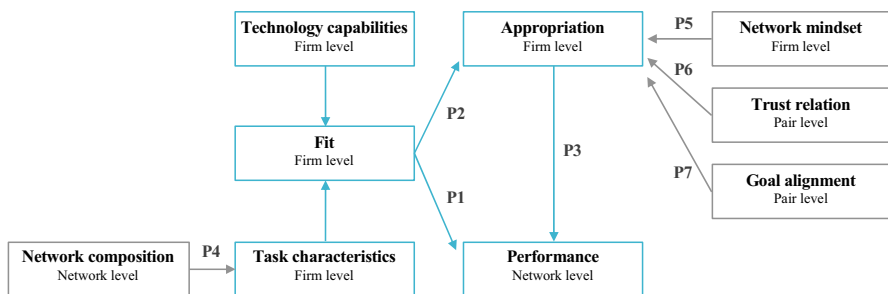 Technology capabilities
Firm level
Appropriation
Firm level
P5
Network mindset
Firm level
P6
Trust relation
Pair level
P2
Fit
Firm level
P3
P7
Goal alignment
Pair level
P1
Network composition
Network level
P4
Task characteristics
Firm level
Performance
Network level